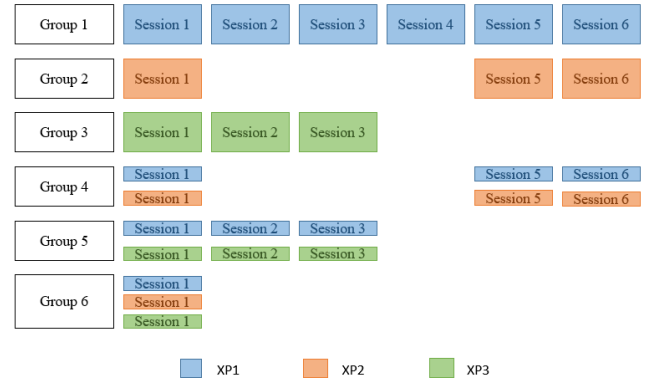 Group 1 Session 1 Session 2 Session 3 Session 4 Session 5 Session 6
Group 2 Session 1 Session 5 Session 6
Group 3 Session 1 Session 2 Session 3
Group 4 Session 1 Session 5 Session 6
Session 1 Session 5 Session 6
Group 5 Session 1 Session 2 Session 3
Session 1 Session 2 Session 3
Group 6 Session 1
Session 1
Session 1
XP1 XP2 XP3